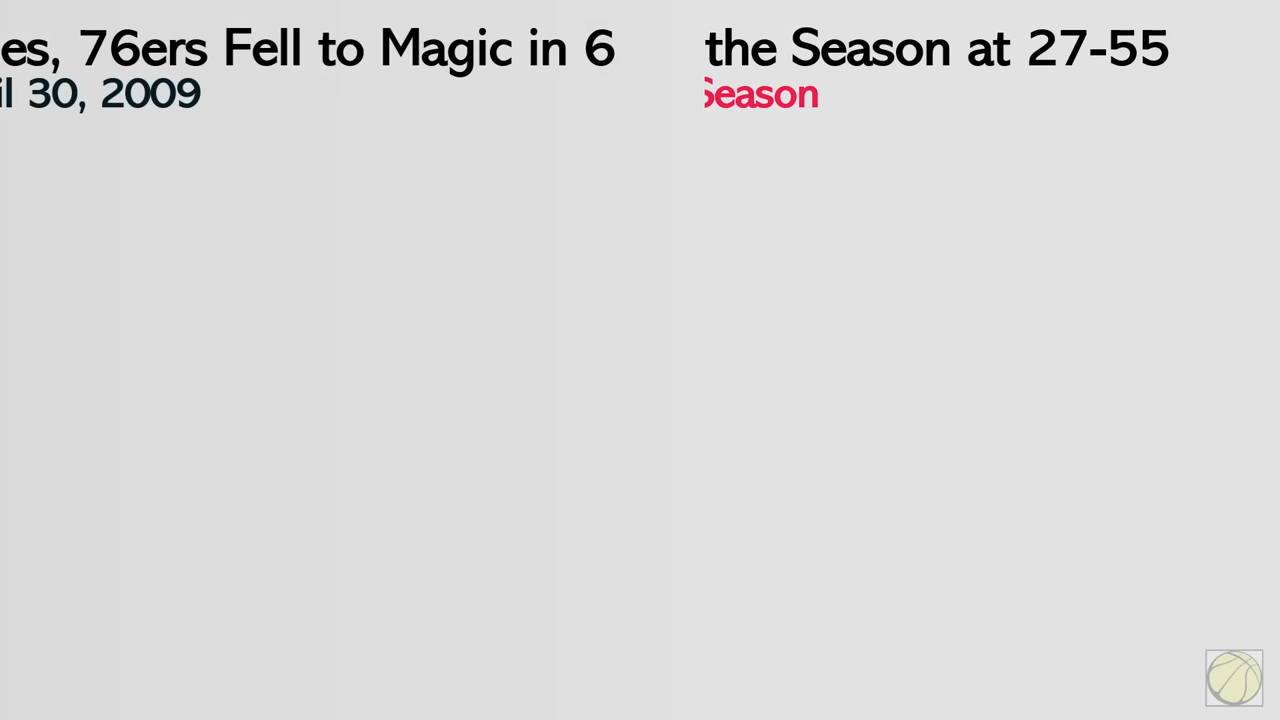 es, 76ers Fell to Magic in 6
il 30, 2009
the Season at 27-55
Season